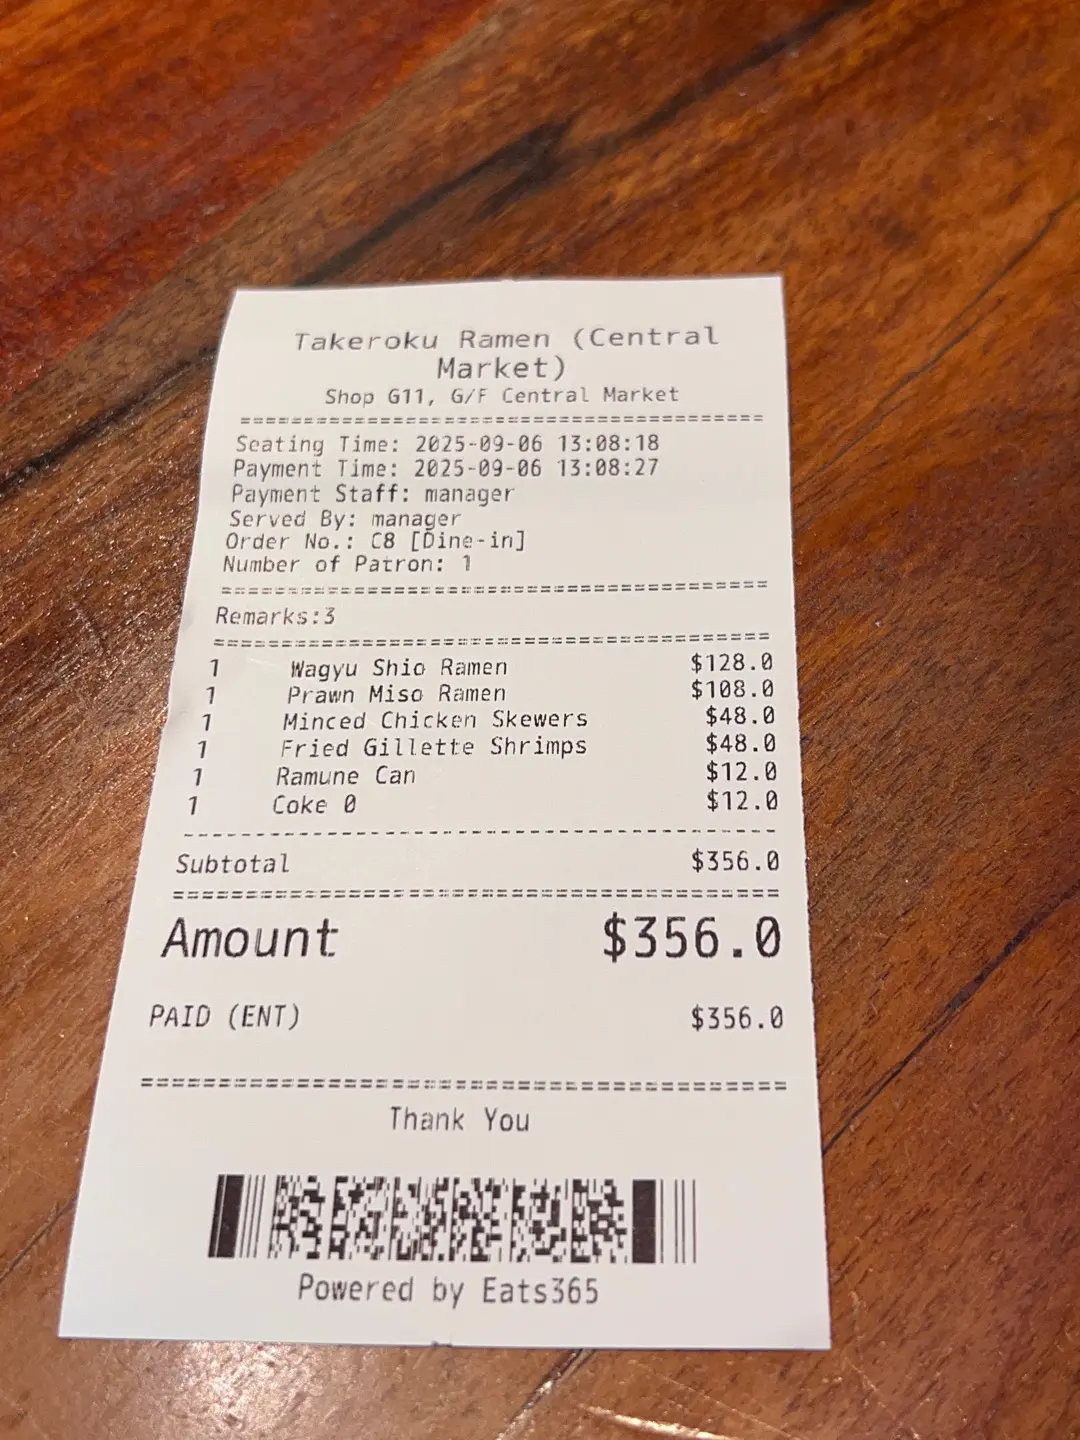 Takeroku Ramen (Central
Market)
Shop G11, G/F Central Market
Seating Time: 2025-09-06 13:08:18
Payment Time: 2025-09-06 13:08:27
Payment Staff: manager
Served By: manager
Order No.: C8 [Dine-in]
Number of Patron: 1
Remarks:3
1 Wagyu Shio Ramen $128.0
1 Prawn Miso Ramen $108.0
1 Minced Chicken Skewers $48.0
1 Fried Gillette Shrimps $48.0
1 Ramune Can $12.0
1 Coke 0 $12.0
Subtotal $356.0
Amount $356.0
PAID (ENT) $356.0
Thank You
Powered by Eats365